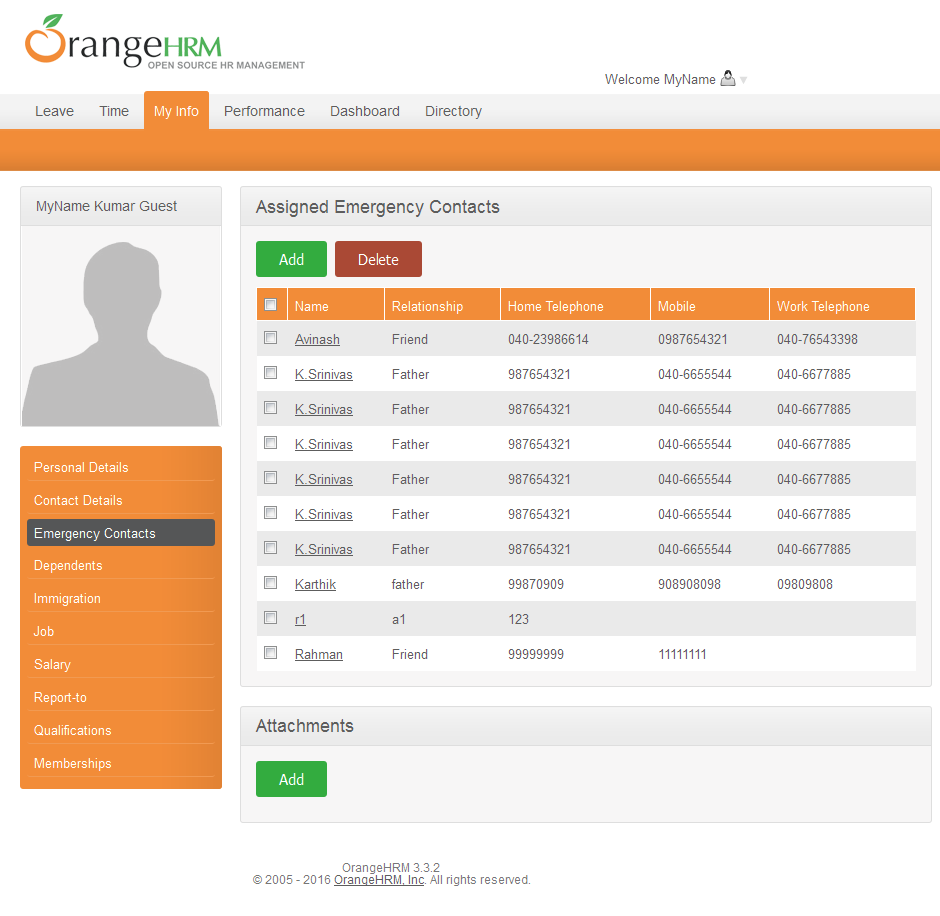 OrangeHRM
OPEN SOURCE HR MANAGEMENT
Welcome MyName
Leave Time My Info Performance Dashboard Directory
MyName Kumar Guest
Personal Details
Contact Details
Emergency Contacts
Dependents
Immigration
Job
Salary
Report-to
Qualifications
Memberships
Assigned Emergency Contacts
Add Delete
Name Relationship Home Telephone Mobile Work Telephone
Avinash Friend 040-23986614 0987654321 040-76543398
K.Srinivas Father 987654321 040-6655544 040-6677885
K.Srinivas Father 987654321 040-6655544 040-6677885
K.Srinivas Father 987654321 040-6655544 040-6677885
K.Srinivas Father 987654321 040-6655544 040-6677885
K.Srinivas Father 987654321 040-6655544 040-6677885
K.Srinivas Father 987654321 040-6655544 040-6677885
Karthik father 99870909 908908098 09809808
r1 a1 123
Rahman Friend 99999999 11111111
Attachments
Add
OrangeHRM 3.3.2
© 2005 - 2016 OrangeHRM, Inc. All rights reserved.